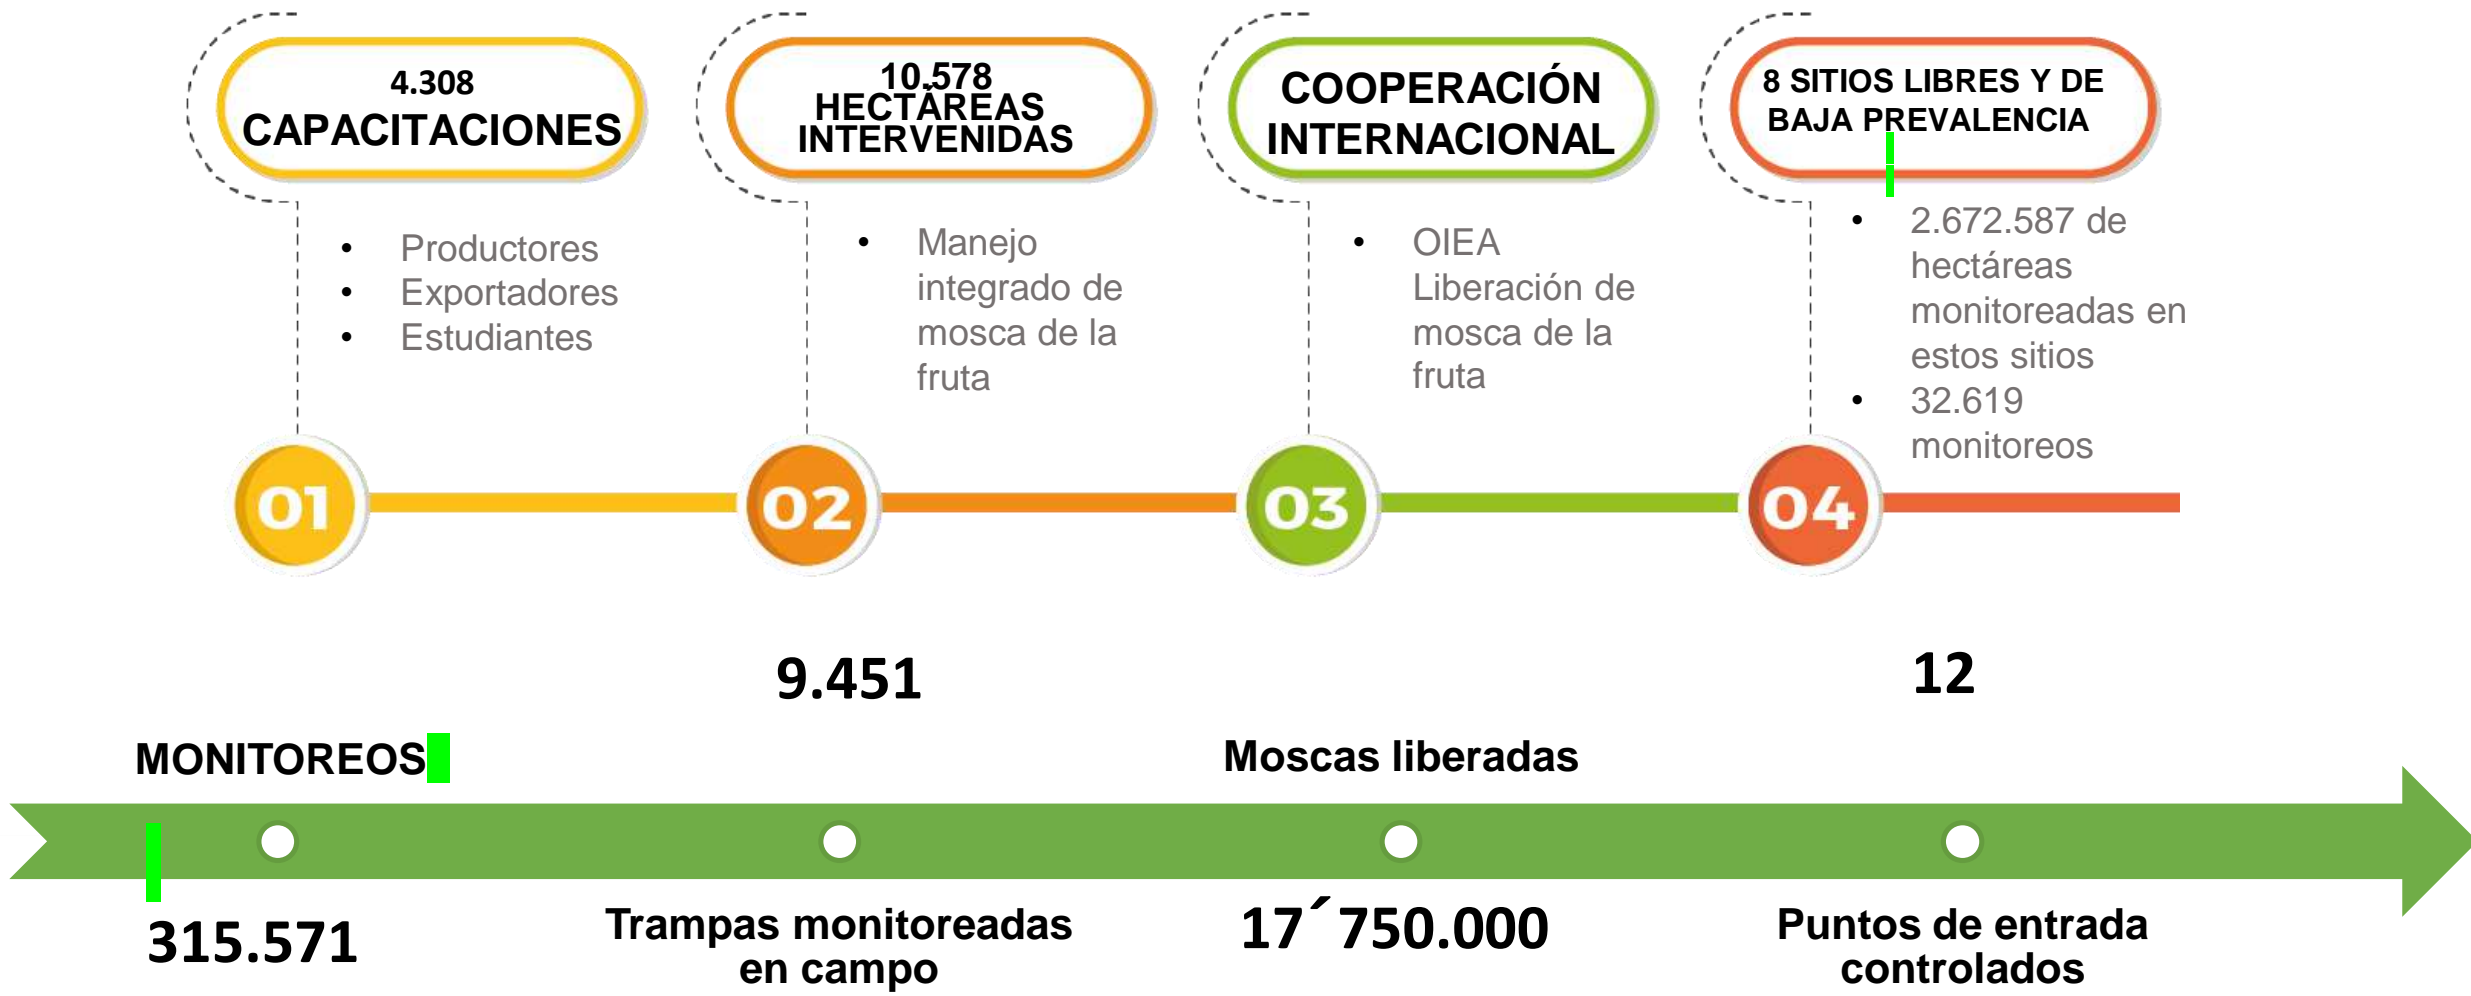 4.308
CAPACITACIONES
• Productores
• Exportadores
• Estudiantes
01
10.578
HECTÁREAS
INTERVENIDAS
• Manejo
integrado de
mosca de la
fruta
02
COOPERACIÓN
INTERNACIONAL
• OIEA
Liberación de
mosca de la
fruta
03
8 SITIOS LIBRES Y DE
BAJA PREVALENCIA
• 2.672.587 de
hectáreas
monitoreadas en
estos sitios
• 32.619
monitoreos
04
MONITOREOS
315.571
9.451
Trampas monitoreadas
en campo
Moscas liberadas
17´750.000
12
Puntos de entrada
controlados